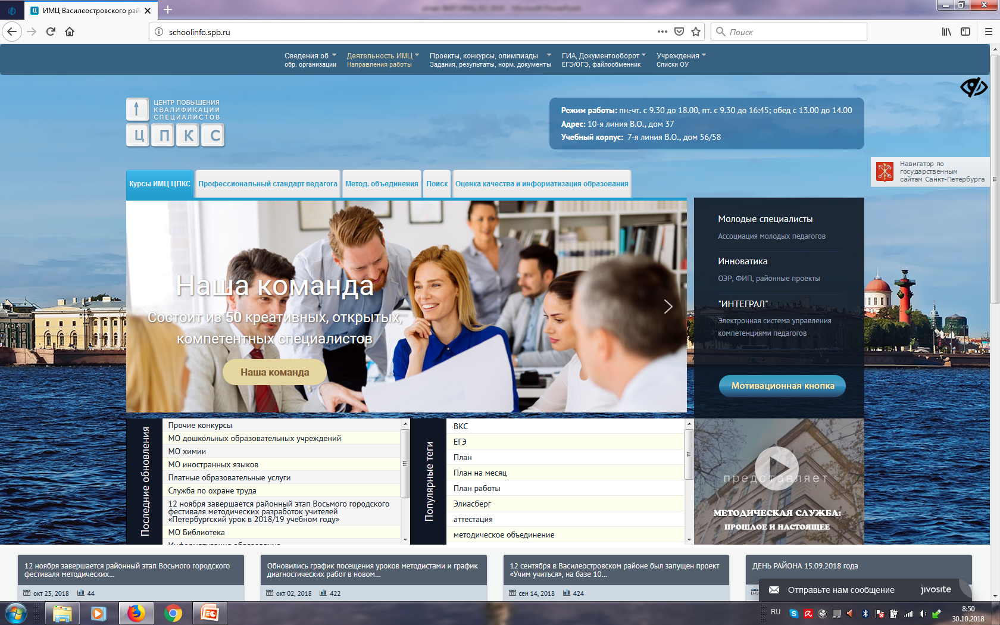 ИМЦ Василеостровского рай
schoolinfo.spb.ru
Поиск
Сведения об
обр. организации
Деятельность ИМЦ
Направления работы
Проекты, конкурсы, олимпиады
Задания, результаты, норм. документы
ГИА, Документооборот
ЕГЭ/ОГЭ, файлообменник
Учреждения
Списки ОУ
ЦЕНТР ПОВЫШЕНИЯ
КВАЛИФИКАЦИИ
СПЕЦИАЛИСТОВ
ЦПКС
Режим работы: пн.-чт. с 9.30 до 18.00, пт. с 9.30 до 16:45; обед с 13.00 до 14.00
Адрес: 10-я линия В.О., дом 37
Учебный корпус: 7-я линия В.О., дом 56/58
Навигатор по
государственным
сайтам Санкт-Петербурга
Курсы ИМЦ ЦПКС
Профессиональный стандарт педагога
Метод. объединения
Поиск
Оценка качества и информатизация образования
Наша команда
Состоит из 50 креативных, открытых,
компетентных специалистов
Наша команда
Молодые специалисты
Ассоциация молодых педагогов
Инноватика
ОЭР, ФИП, районные проекты
"ИНТЕГРАЛ"
Электронная система управления
компетенциями педагогов
Мотивационная кнопка
Последние обновления
Прочие конкурсы
МО дошкольных образовательных учреждений
МО химии
МО иностранных языков
Платные образовательные услуги
Служба по охране труда
12 ноября завершается районный этап Восьмого городского
фестиваля методических разработок учителей
«Петербургский урок в 2018/19 учебном году»
МО Библиотека
Популярные теги
ВКС
ЕГЭ
План
План на месяц
План работы
Элиасберг
аттестация
методическое объединение
представляет
МЕТОДИЧЕСКАЯ СЛУЖБА:
ПРОШЛОЕ И НАСТОЯЩЕЕ
12 ноября завершается районный этап Восьмого городского
фестиваля методических...
окт 23, 2018 44
Обновились график посещения уроков методистами и график
диагностических работ в новом...
окт 02, 2018 422
12 сентября в Василеостровском районе был запущен проект
«Учим учиться», на базе 10...
сен 14, 2018 424
ДЕНЬ РАЙОНА 15.09.2018 года
Отправьте нам сообщение
jivosite
RU
8:50
30.10.2018